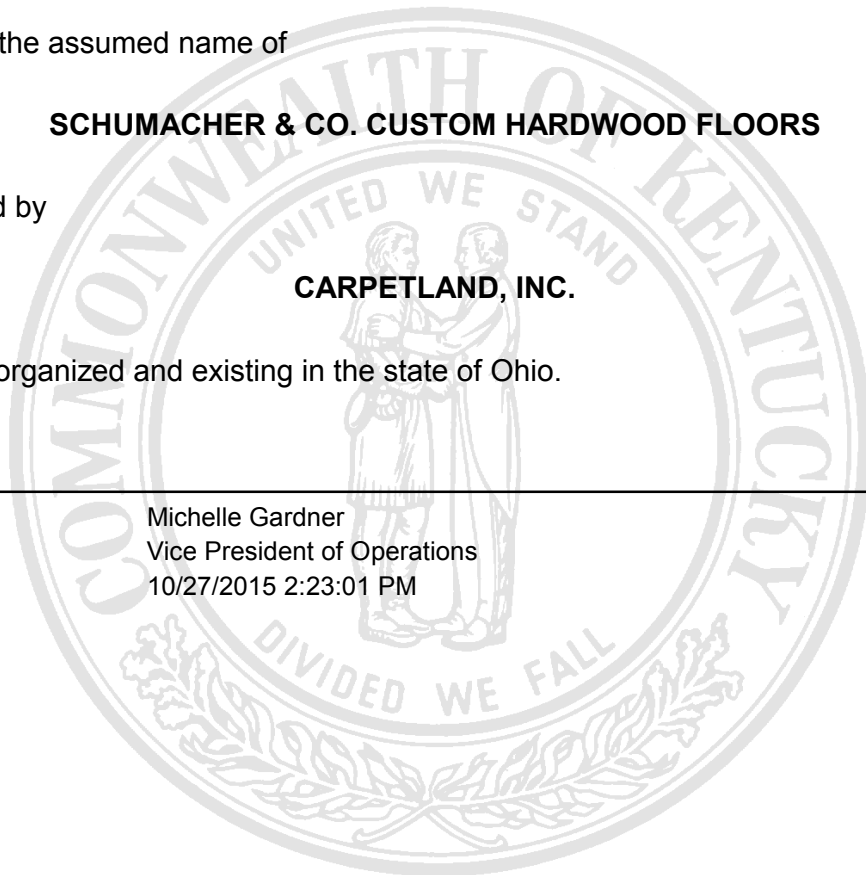 the assumed name of
SCHUMACHER & CO. CUSTOM HARDWOOD FLOORS
d by
CARPETLAND, INC.
organized and existing in the state of Ohio.
Michelle Gardner
Vice President of Operations
10/27/2015 2:23:01 PM
COMMONWEALTH OF KENTUCKY
UNITED WE STAND
DIVIDED WE FALL